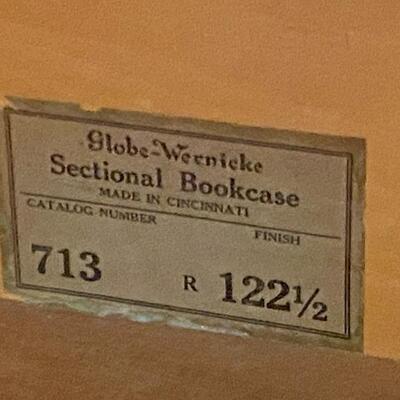 Globe-Wernicke
Sectional Bookcase
MADE IN CINCINNATI
CATALOG NUMBER FINISH
713 R 122½